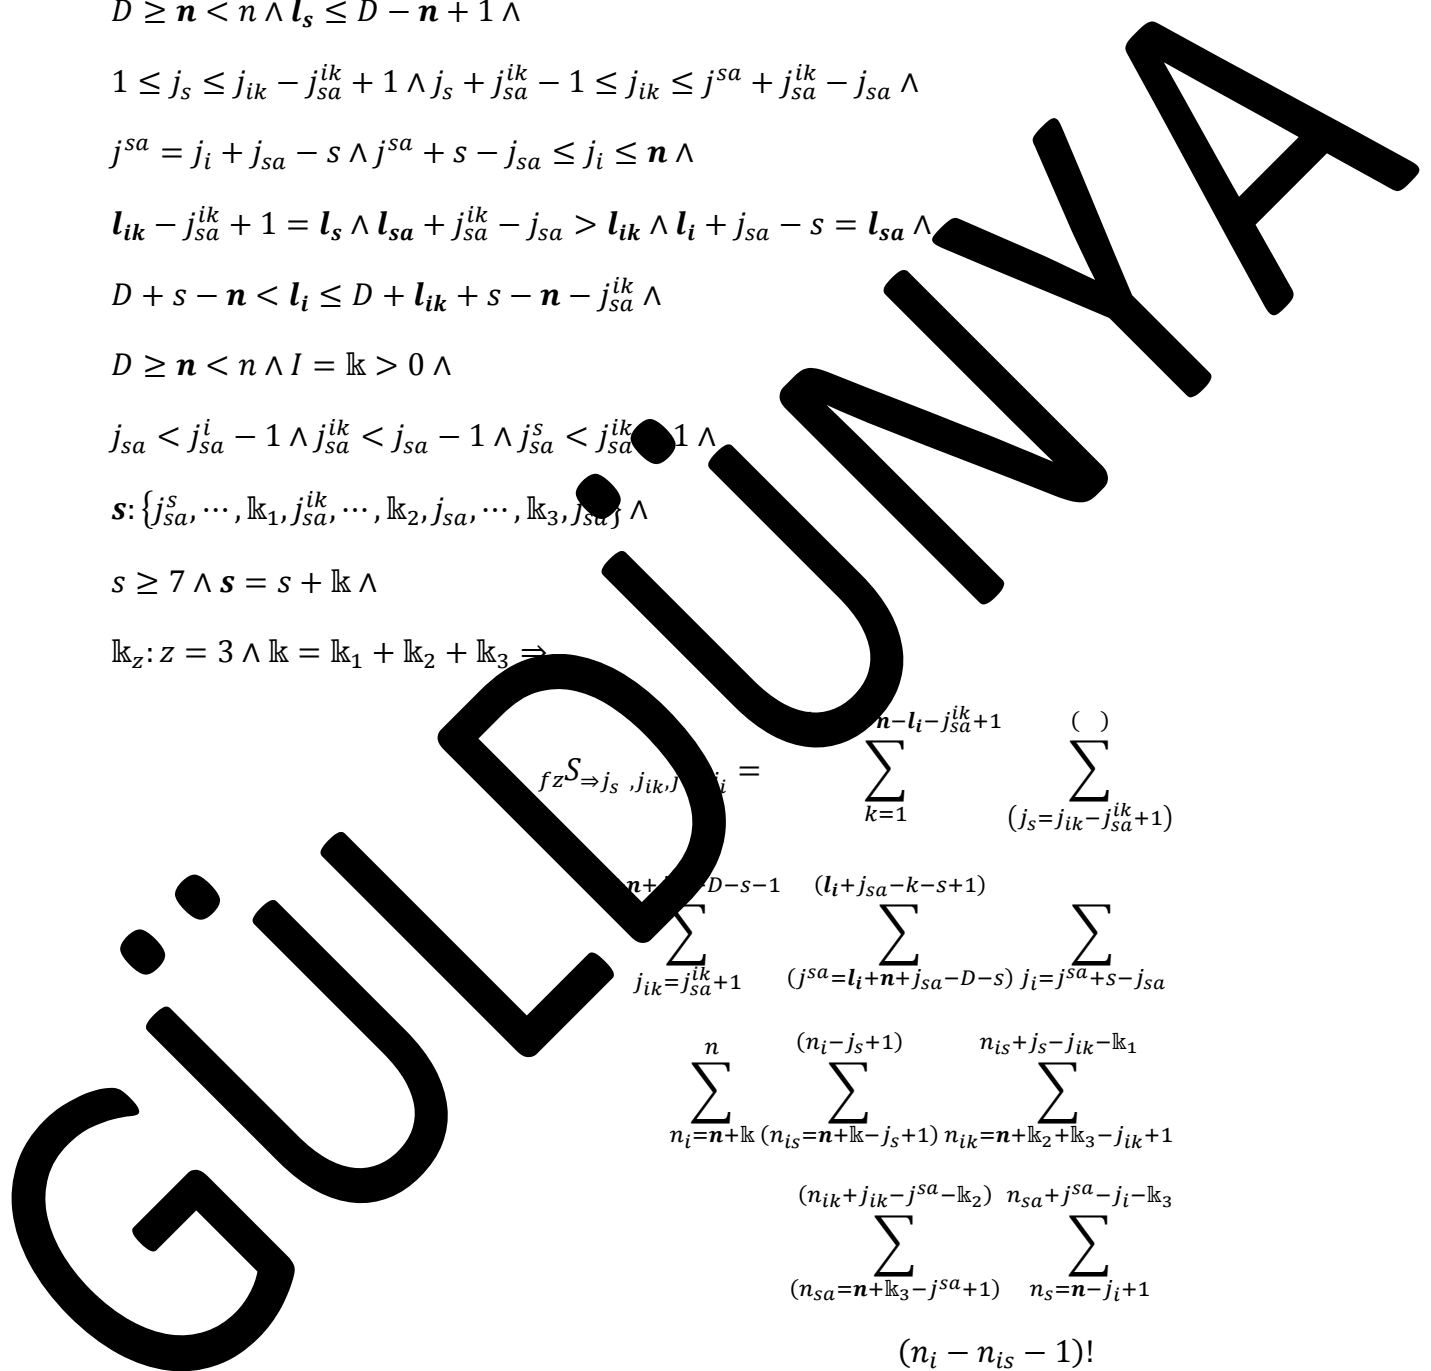 D ≥ n < n ∧ l_s ≤ D − n + 1 ∧
1 ≤ j_s ≤ j_{ik} − j_{sa}^{ik} + 1 ∧ j_s + j_{sa}^{ik} − 1 ≤ j_{ik} ≤ j^{sa} + j_{sa}^{ik} − j_{sa} ∧
j^{sa} = j_i + j_{sa} − s ∧ j^{sa} + s − j_{sa} ≤ j_i ≤ n ∧
l_{ik} − j_{sa}^{ik} + 1 = l_s ∧ l_{sa} + j_{sa}^{ik} − j_{sa} > l_{ik} ∧ l_i + j_{sa} − s = l_{sa} ∧
D + s − n < l_i ≤ D + l_{ik} + s − n − j_{sa}^{ik} ∧
D ≥ n < n ∧ I = 𝕜 > 0 ∧
j_{sa} < j_{sa}^{i} − 1 ∧ j_{sa}^{ik} < j_{sa} − 1 ∧ j_{sa}^{s} < j_{sa}^{ik} 1 ∧
s: {j_{sa}^{s}, ⋯ , 𝕜_1, j_{sa}^{ik}, ⋯ , 𝕜_2, j_{sa}, ⋯ , 𝕜_3, j_{sa}} ∧
s ≥ 7 ∧ s = s + 𝕜 ∧
𝕜_z: z = 3 ∧ 𝕜 = 𝕜_1 + 𝕜_2 + 𝕜_3 ⇒
n−l_i−j_{sa}^{ik}+1 ( )
_{fz}S_{⇒j_s ,j_{ik},j i} = ∑ ∑
k=1 (j_s=j_{ik}−j_{sa}^{ik}+1)
n+ −D−s−1 (l_i+j_{sa}−k−s+1)
∑ ∑ ∑
j_{ik}=j_{sa}^{ik}+1 (j^{sa}=l_i+n+j_{sa}−D−s) j_i=j^{sa}+s−j_{sa}
n (n_i−j_s+1) n_{is}+j_s−j_{ik}−𝕜_1
∑ ∑ ∑
n_i=n+𝕜 (n_{is}=n+𝕜−j_s+1) n_{ik}=n+𝕜_2+𝕜_3−j_{ik}+1
(n_{ik}+j_{ik}−j^{sa}−𝕜_2) n_{sa}+j^{sa}−j_i−𝕜_3
∑ ∑
(n_{sa}=n+𝕜_3−j^{sa}+1) n_s=n−j_i+1
(n_i − n_{is} − 1)!
GÜLDÜNYA